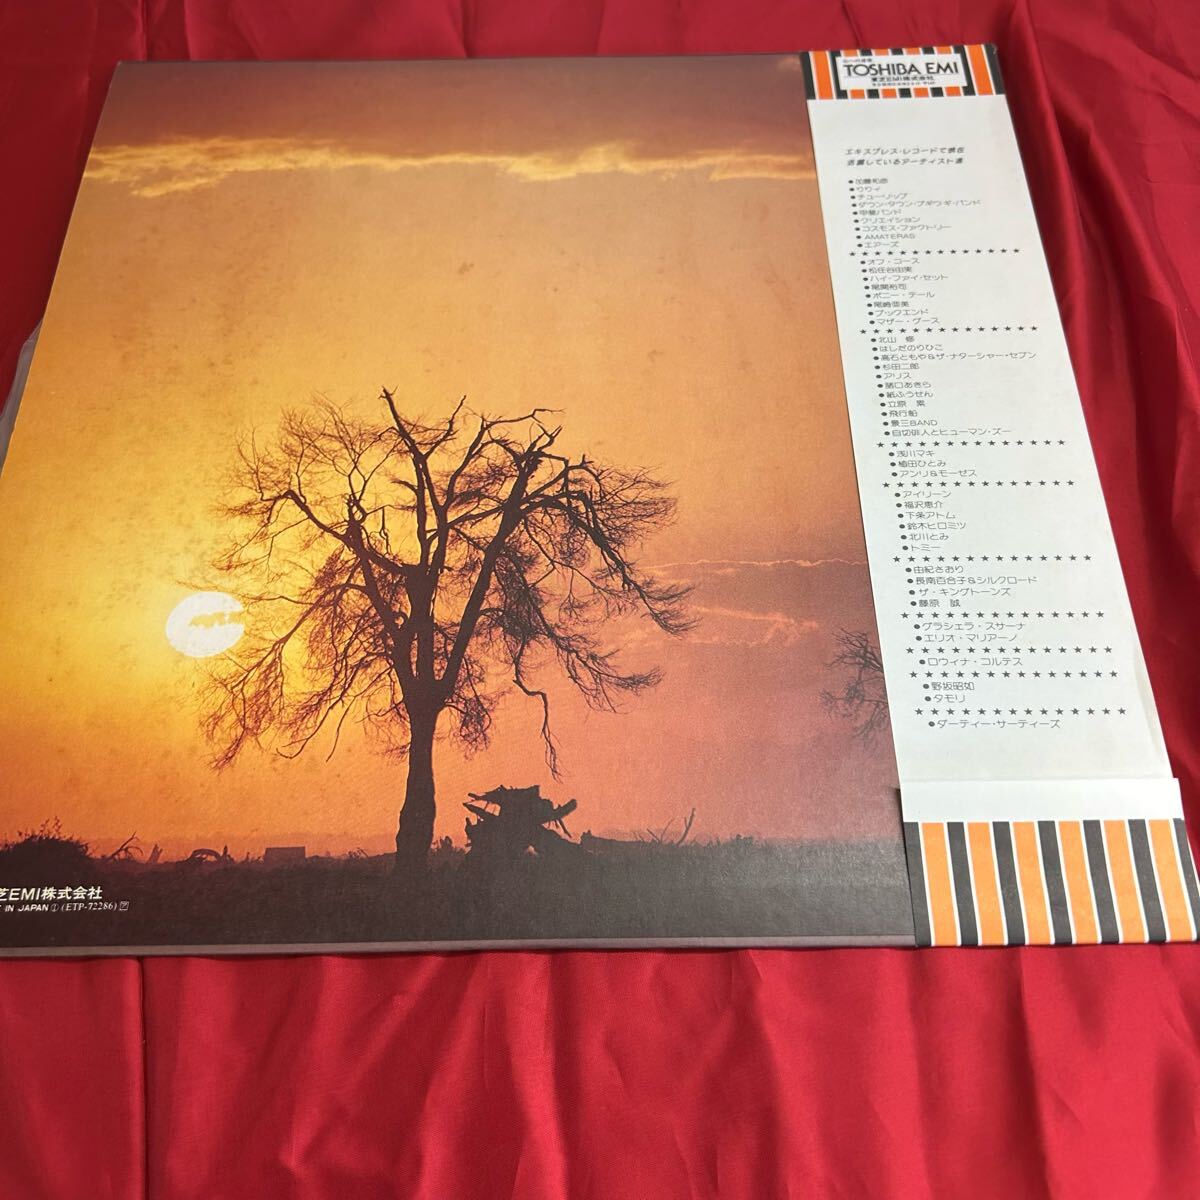 TOSHIBA EMI
東芝EMI株式会社
エキスプレス・レコードで現在
活躍しているアーティスト達
●加藤和彦
●りりィ
●チューリップ
●ダウン・タウン・ブギウギ・バンド
●甲斐バンド
●クリエイション
●コスモス・ファクトリー
●AMATERAS
●エアーズ
★★★★★★★★★★★★★★
●オフ・コース
●松任谷由実
●ハイ・ファイ・セット
●尾関裕司
●ポニー・テール
●尾崎亜美
●ブックエンド
●マザー・グース
★★★★★★★★★★★★★★
●北山 修
●はしだのりひこ
●高石ともや&ザ・ナターシャー・セブン
●杉田二郎
●アリス
●諸口あきら
●紙ふうせん
●立原 累
●飛行船
●景三BAND
●自切俳人とヒューマン・ズー
★★★★★★★★★★★★★★
●浅川マキ
●植田ひとみ
●アンリ&モーゼス
★★★★★★★★★★★★★★
●アイリーン
●福沢恵介
●下条アトム
●鈴木ヒロミツ
●北川とみ
●トミー
★★★★★★★★★★★★★★
●由紀さおり
●長南百合子&シルクロード
●ザ・キングトーンズ
●藤原 誠
★★★★★★★★★★★★★★
●グラシェラ・スサーナ
●エリオ・マリアーノ
★★★★★★★★★★★★★★
●ロウィナ・コルテス
★★★★★★★★★★★★★★
●野坂昭如
●タモリ
★★★★★★★★★★★★★★
●ダーティー・サーティーズ
芝EMI株式会社
IN JAPAN ① (ETP-72286) ㋐